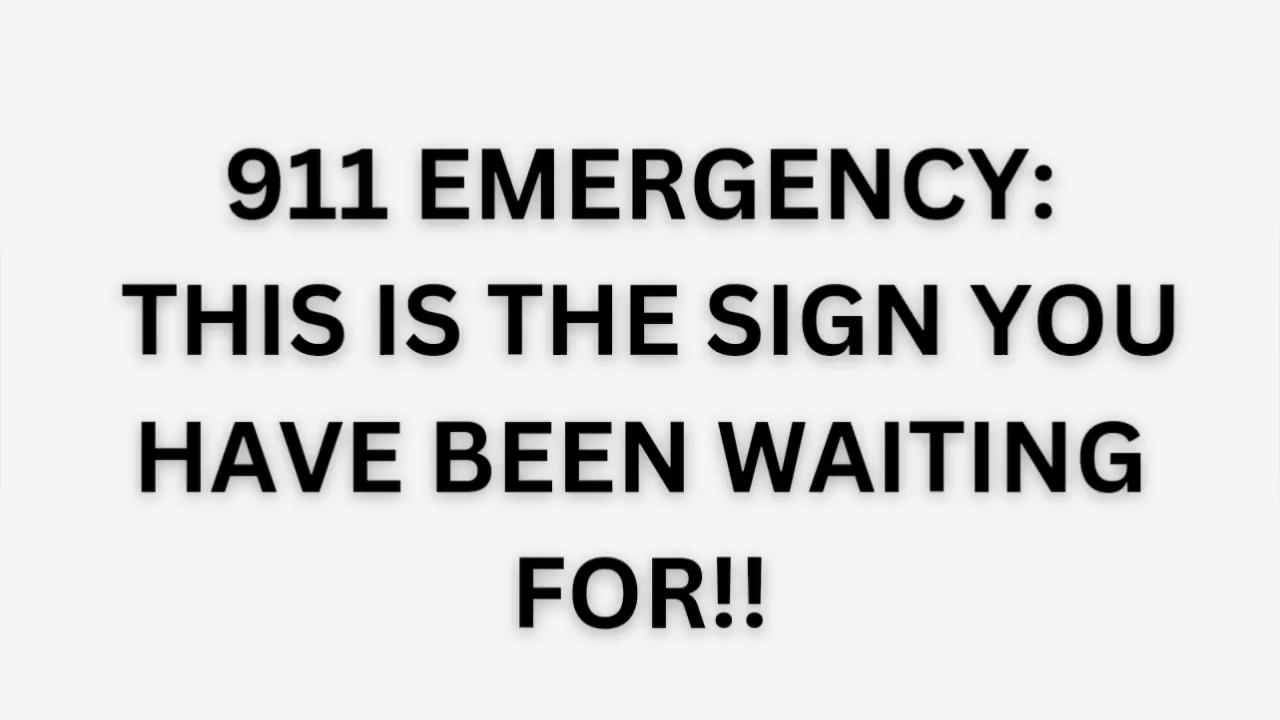 911 EMERGENCY:
THIS IS THE SIGN YOU
HAVE BEEN WAITING
FOR!!